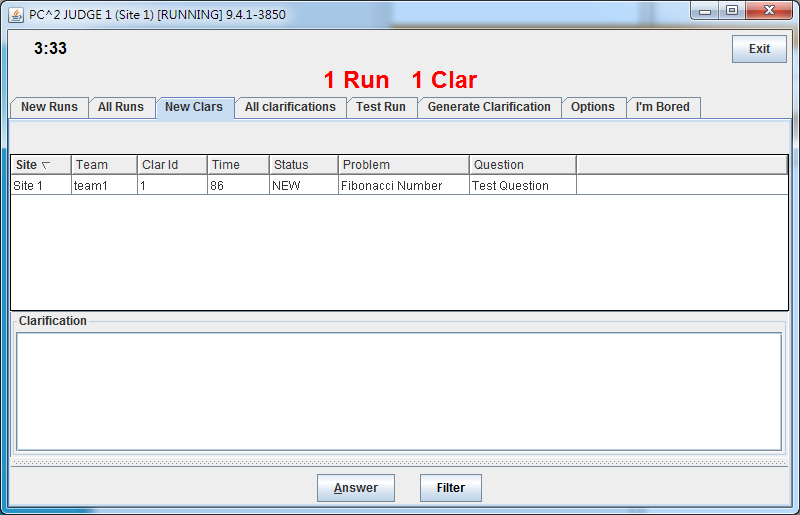 PC^2 JUDGE 1 (Site 1) [RUNNING] 9.4.1-3850
3:33 Exit
1 Run 1 Clar
New Runs All Runs New Clars All clarifications Test Run Generate Clarification Options I'm Bored
Site Team Clar Id Time Status Problem Question
Site 1 team1 1 86 NEW Fibonacci Number Test Question
Clarification
Answer Filter